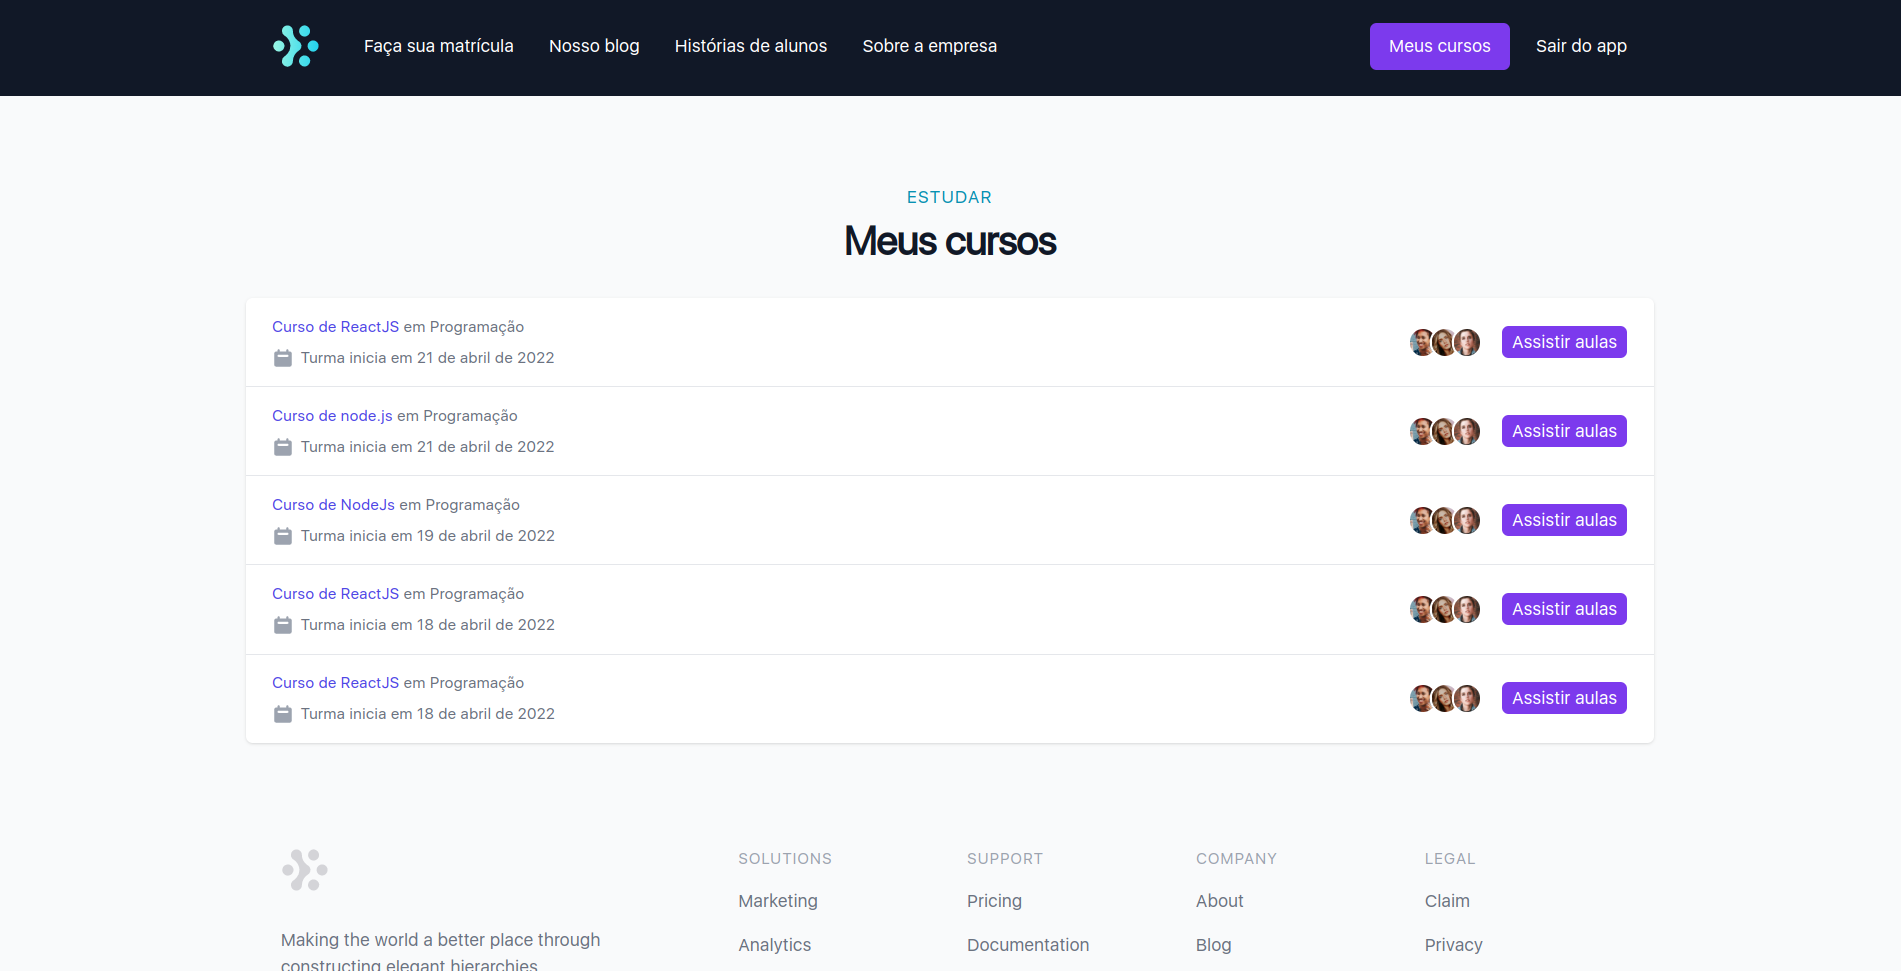 Faça sua matrícula Nosso blog Histórias de alunos Sobre a empresa Meus cursos Sair do app
ESTUDAR
Meus cursos
Curso de ReactJS em Programação
Turma inicia em 21 de abril de 2022
Assistir aulas
Curso de node.js em Programação
Turma inicia em 21 de abril de 2022
Assistir aulas
Curso de NodeJs em Programação
Turma inicia em 19 de abril de 2022
Assistir aulas
Curso de ReactJS em Programação
Turma inicia em 18 de abril de 2022
Assistir aulas
Curso de ReactJS em Programação
Turma inicia em 18 de abril de 2022
Assistir aulas
Making the world a better place through
constructing elegant hierarchies
SOLUTIONS
Marketing
Analytics
SUPPORT
Pricing
Documentation
COMPANY
About
Blog
LEGAL
Claim
Privacy